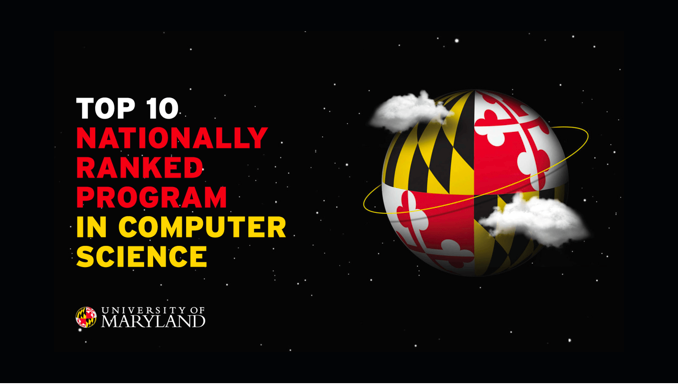 TOP 10
NATIONALLY
RANKED
PROGRAM
IN COMPUTER
SCIENCE
UNIVERSITY OF
MARYLAND